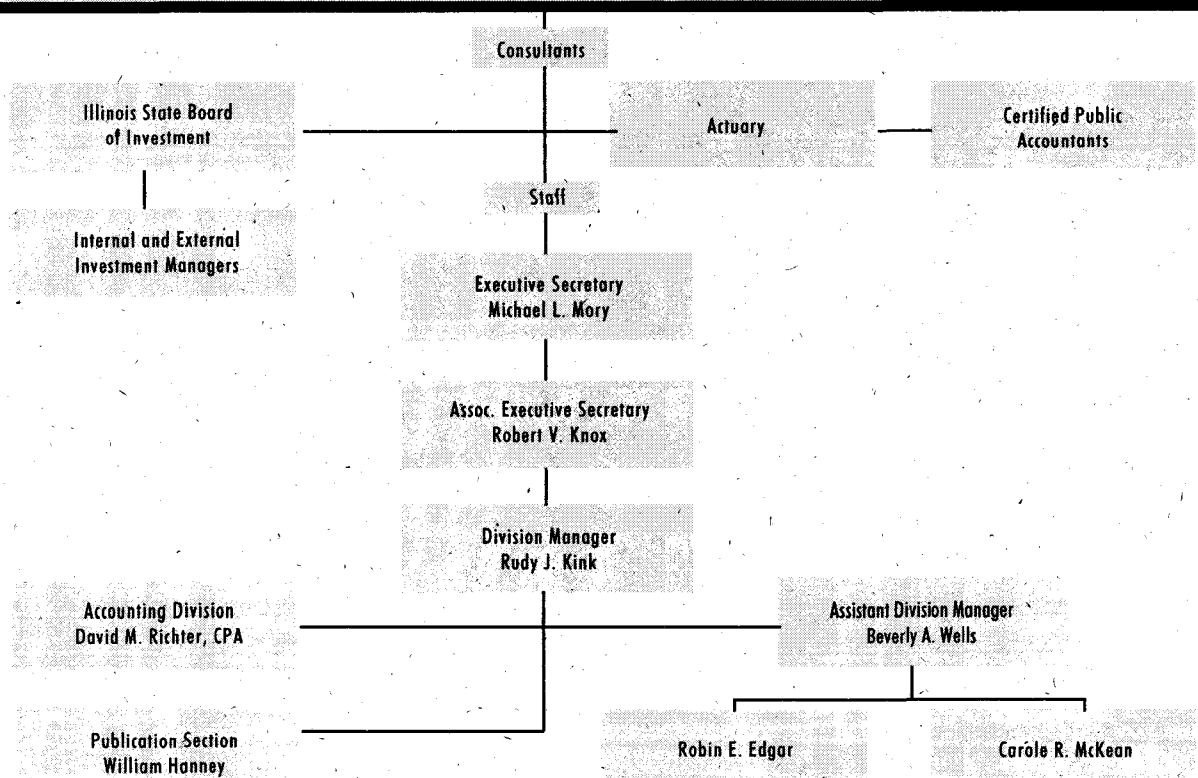 Consultants
Illinois State Board
of Investment
Actuary
Certified Public
Accountants
Staff
Internal and External
Investment Managers
Executive Secretary
Michael L. Mory
Assoc. Executive Secretary
Robert V. Knox
Division Manager
Rudy J. Kink
Accounting Division
David M. Richter, CPA
Assistant Division Manager
Beverly A. Wells
Publication Section
William Hanney
Robin E. Edgar
Carole R. McKean